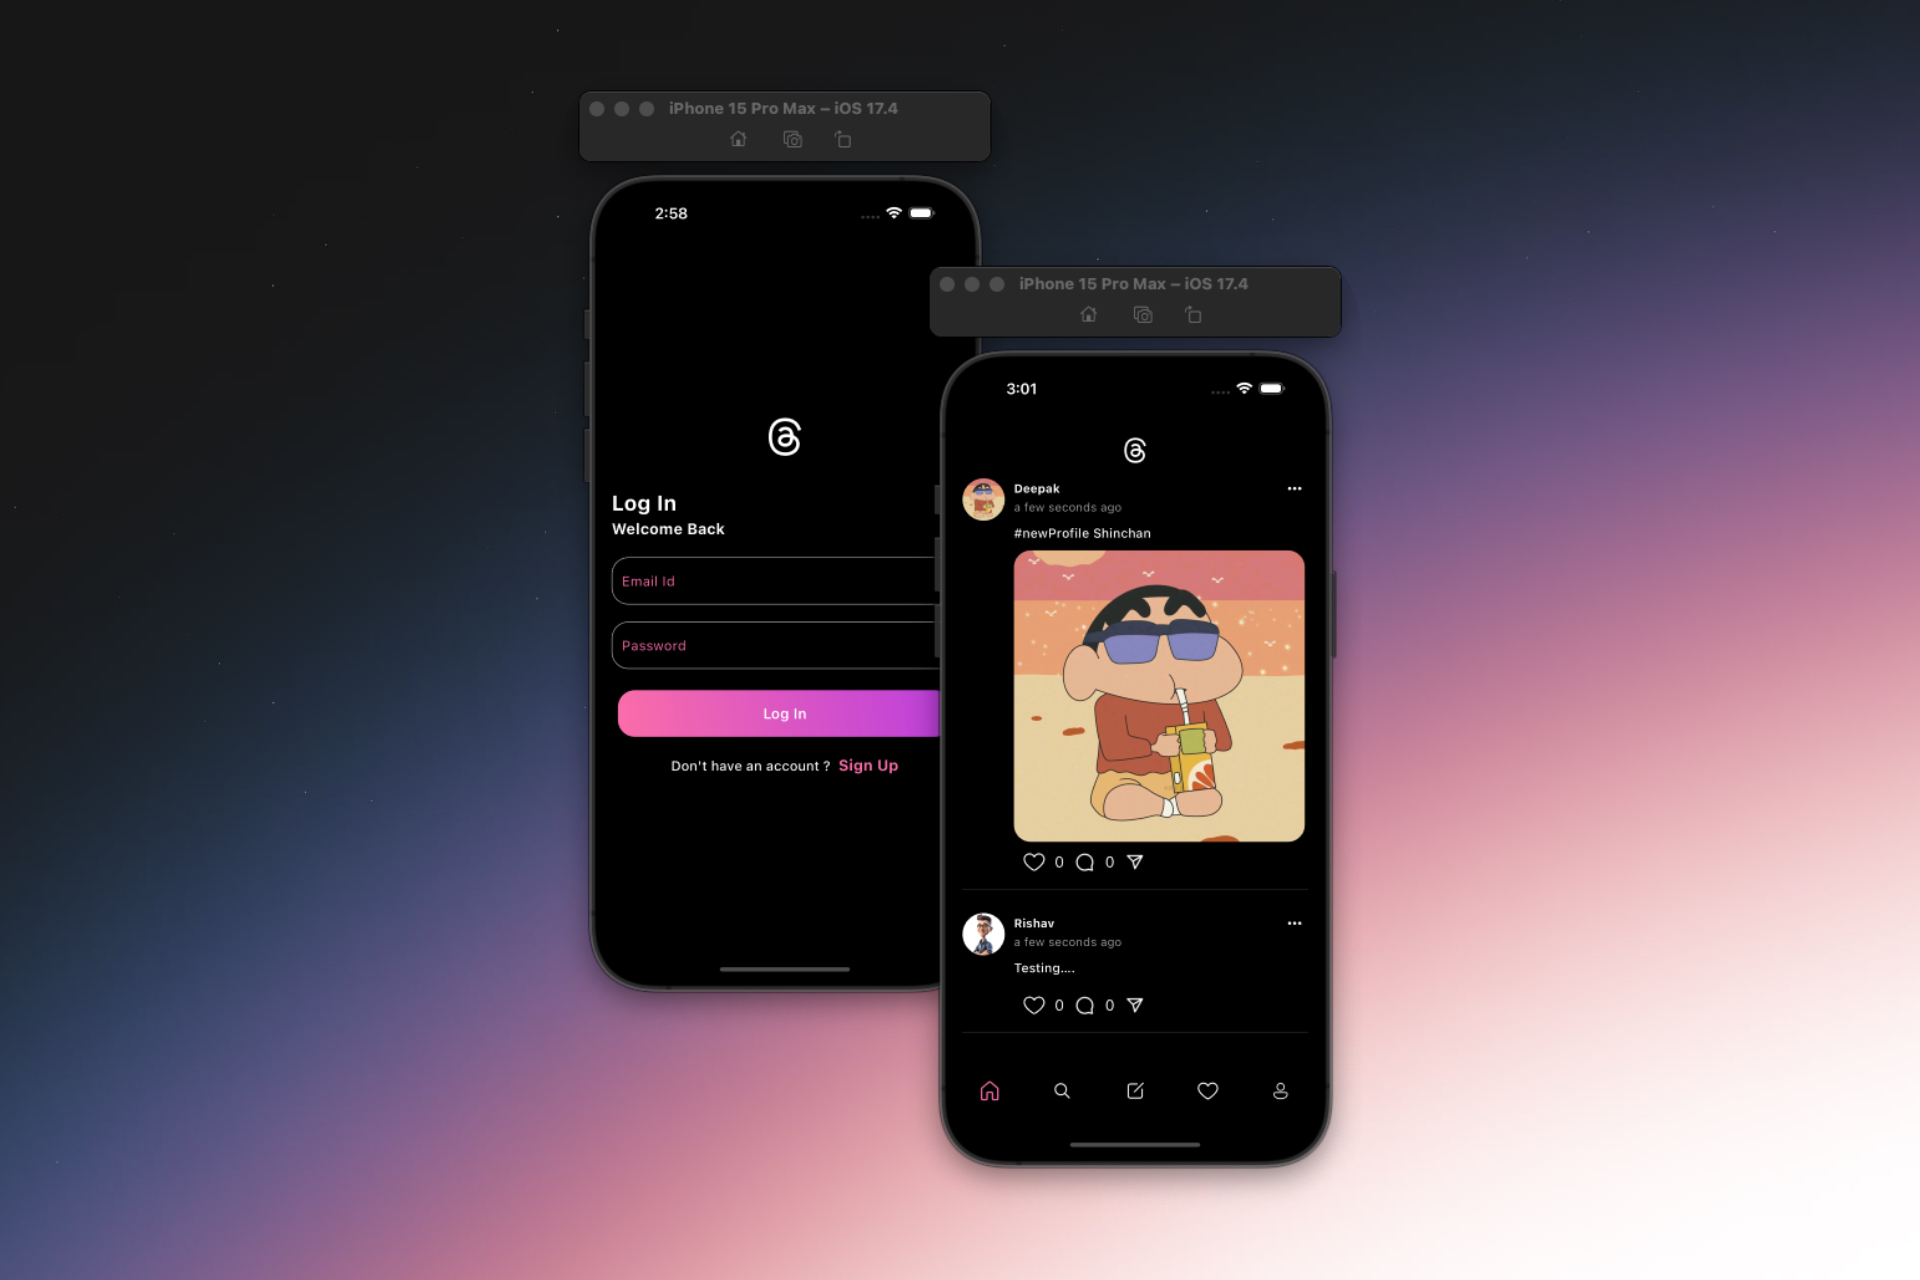 iPhone 15 Pro Max – iOS 17.4
2:58
Log In
Welcome Back
Email Id
Password
Log In
Don't have an account ? Sign Up
iPhone 15 Pro Max – iOS 17.4
3:01
Deepak
a few seconds ago
#newProfile Shinchan
0 0
Rishav
a few seconds ago
Testing....
0 0